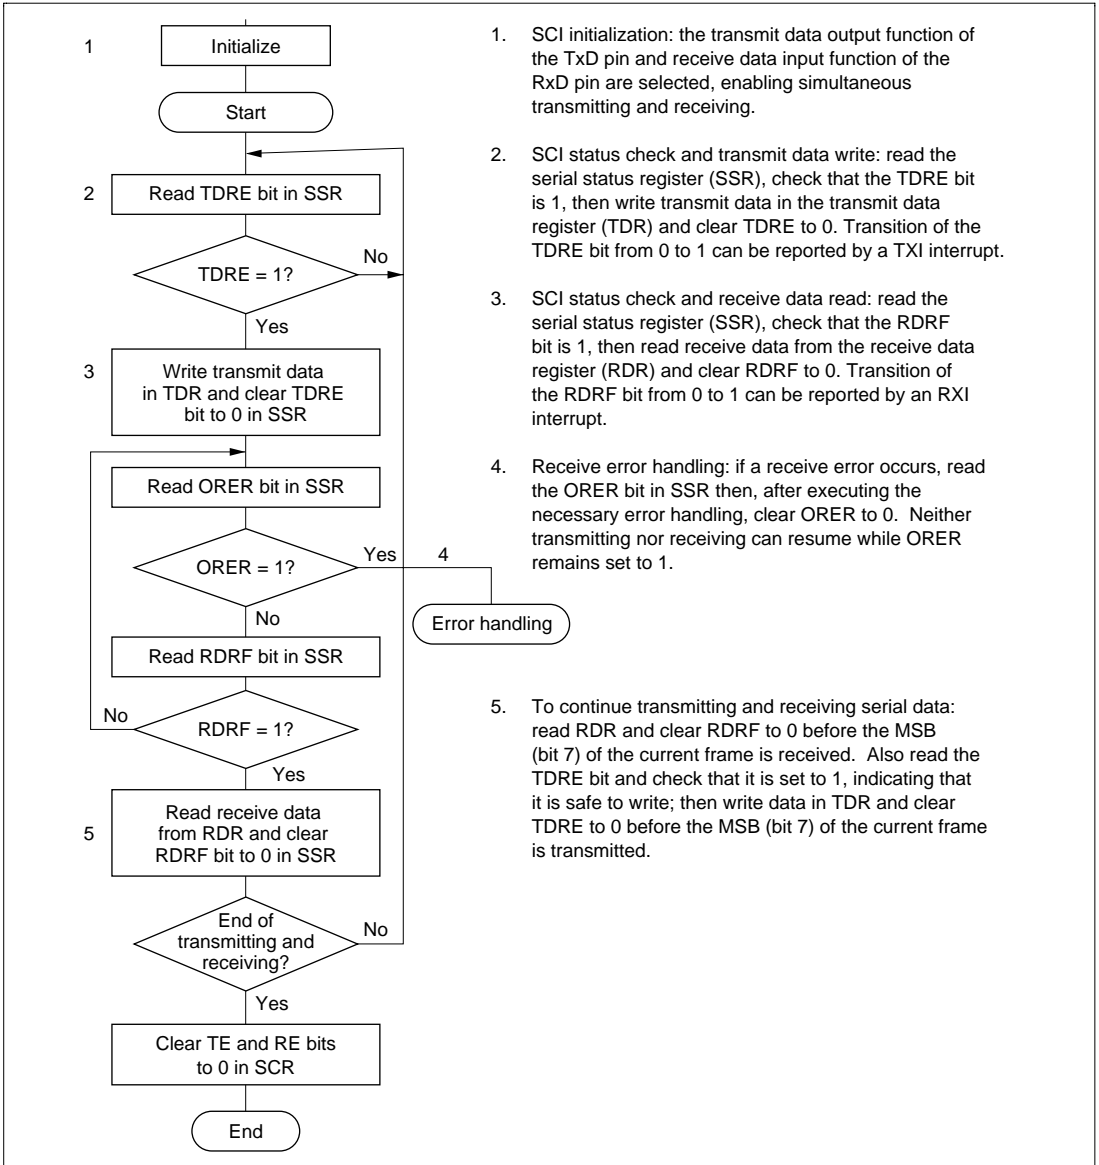 1
Initialize
Start
2
Read TDRE bit in SSR
TDRE = 1?
No
Yes
3
Write transmit data
in TDR and clear TDRE
bit to 0 in SSR
Read ORER bit in SSR
ORER = 1?
Yes
4
Error handling
No
Read RDRF bit in SSR
No
RDRF = 1?
Yes
5
Read receive data
from RDR and clear
RDRF bit to 0 in SSR
End of
transmitting and
receiving?
No
Yes
Clear TE and RE bits
to 0 in SCR
End
1. SCI initialization: the transmit data output function of
the TxD pin and receive data input function of the
RxD pin are selected, enabling simultaneous
transmitting and receiving.
2. SCI status check and transmit data write: read the
serial status register (SSR), check that the TDRE bit
is 1, then write transmit data in the transmit data
register (TDR) and clear TDRE to 0. Transition of the
TDRE bit from 0 to 1 can be reported by a TXI interrupt.
3. SCI status check and receive data read: read the
serial status register (SSR), check that the RDRF
bit is 1, then read receive data from the receive data
register (RDR) and clear RDRF to 0. Transition of
the RDRF bit from 0 to 1 can be reported by an RXI
interrupt.
4. Receive error handling: if a receive error occurs, read
the ORER bit in SSR then, after executing the
necessary error handling, clear ORER to 0.  Neither
transmitting nor receiving can resume while ORER
remains set to 1.
5. To continue transmitting and receiving serial data:
read RDR and clear RDRF to 0 before the MSB
(bit 7) of the current frame is received.  Also read the
TDRE bit and check that it is set to 1, indicating that
it is safe to write; then write data in TDR and clear
TDRE to 0 before the MSB (bit 7) of the current frame
is transmitted.